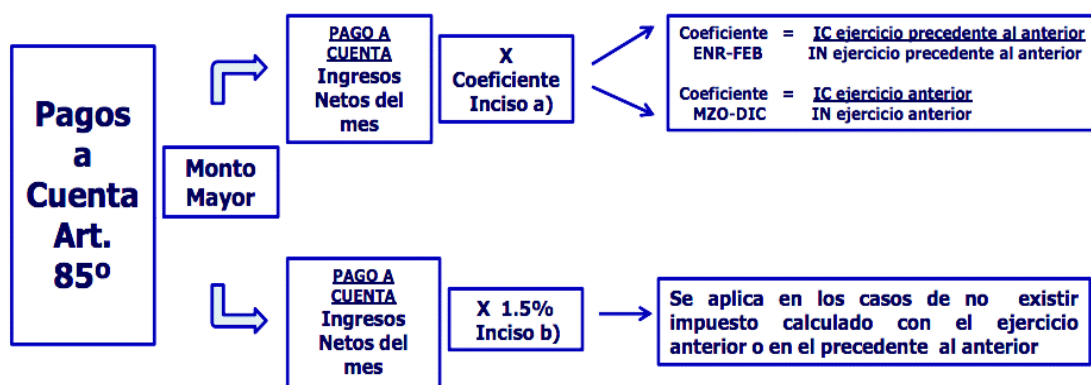 Pagos
a
Cuenta
Art.
85º
Monto
Mayor
PAGO A
CUENTA
Ingresos
Netos del
mes
X
Coeficiente
Inciso a)
Coeficiente = IC ejercicio precedente al anterior
ENR-FEB IN ejercicio precedente al anterior
Coeficiente = IC ejercicio anterior
MZO-DIC IN ejercicio anterior
PAGO A
CUENTA
Ingresos
Netos del
mes
X 1.5%
Inciso b)
Se aplica en los casos de no existir
impuesto calculado con el ejercicio
anterior o en el precedente al anterior